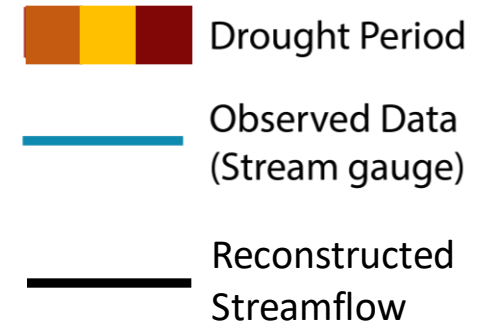 Drought Period
Observed Data
(Stream gauge)
Reconstructed
Streamflow